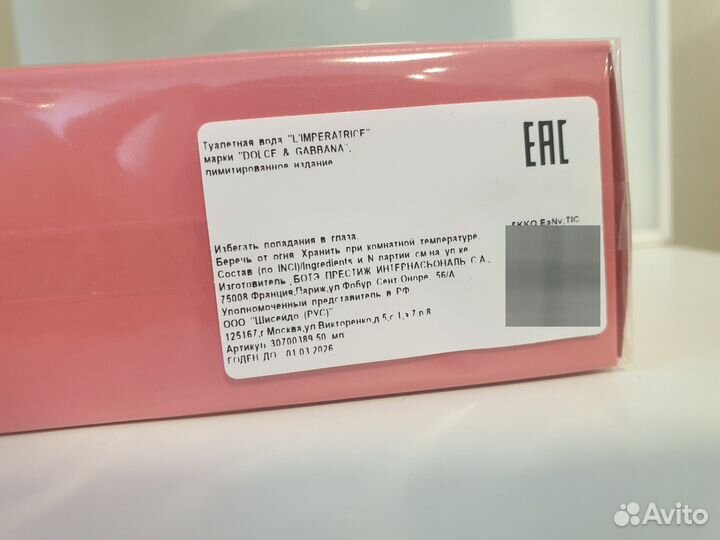 Туалетная вода "L'IMPERATRICE"
марки "DOLCE & GABBANA",
лимитированное издание
EAC
Избегать попадания в глаза.
Беречь от огня. Хранить при комнатной температуре.
Состав (по INCI)/Ingredients и N партии см.на уп-ке
Изготовитель: БОТЭ ПРЕСТИЖ ИНТЕРНАСЬОНАЛЬ С.А.,
75008 Франция,Париж,ул Фобур Сент Оноре, 56/А
Уполномоченный представитель в РФ
ООО "Шисейдо (РУС)"
125167,г Москва,ул Викторенко,д 5,с 1,э 7,п 8
Артикул: 30700389 50 мл
ГОДЕН ДО: 01.03.2026
Avito